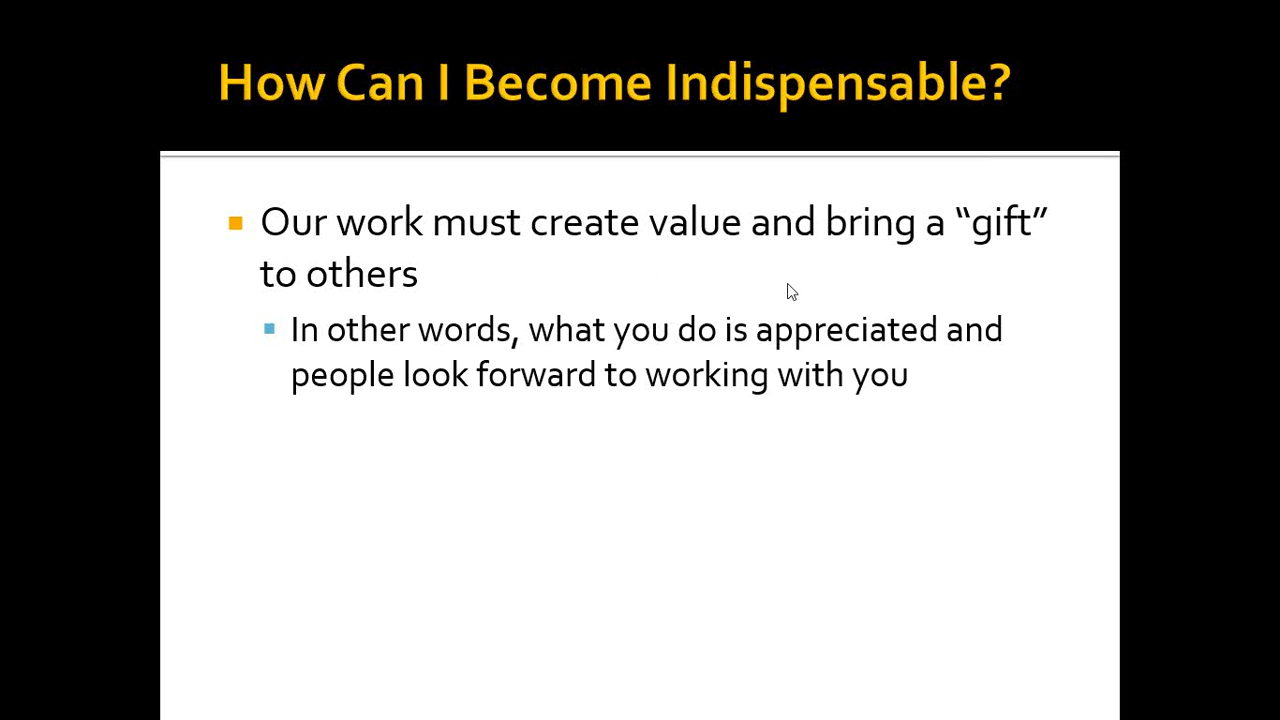 How Can I Become Indispensable?
Our work must create value and bring a “gift”
to others
In other words, what you do is appreciated and
people look forward to working with you